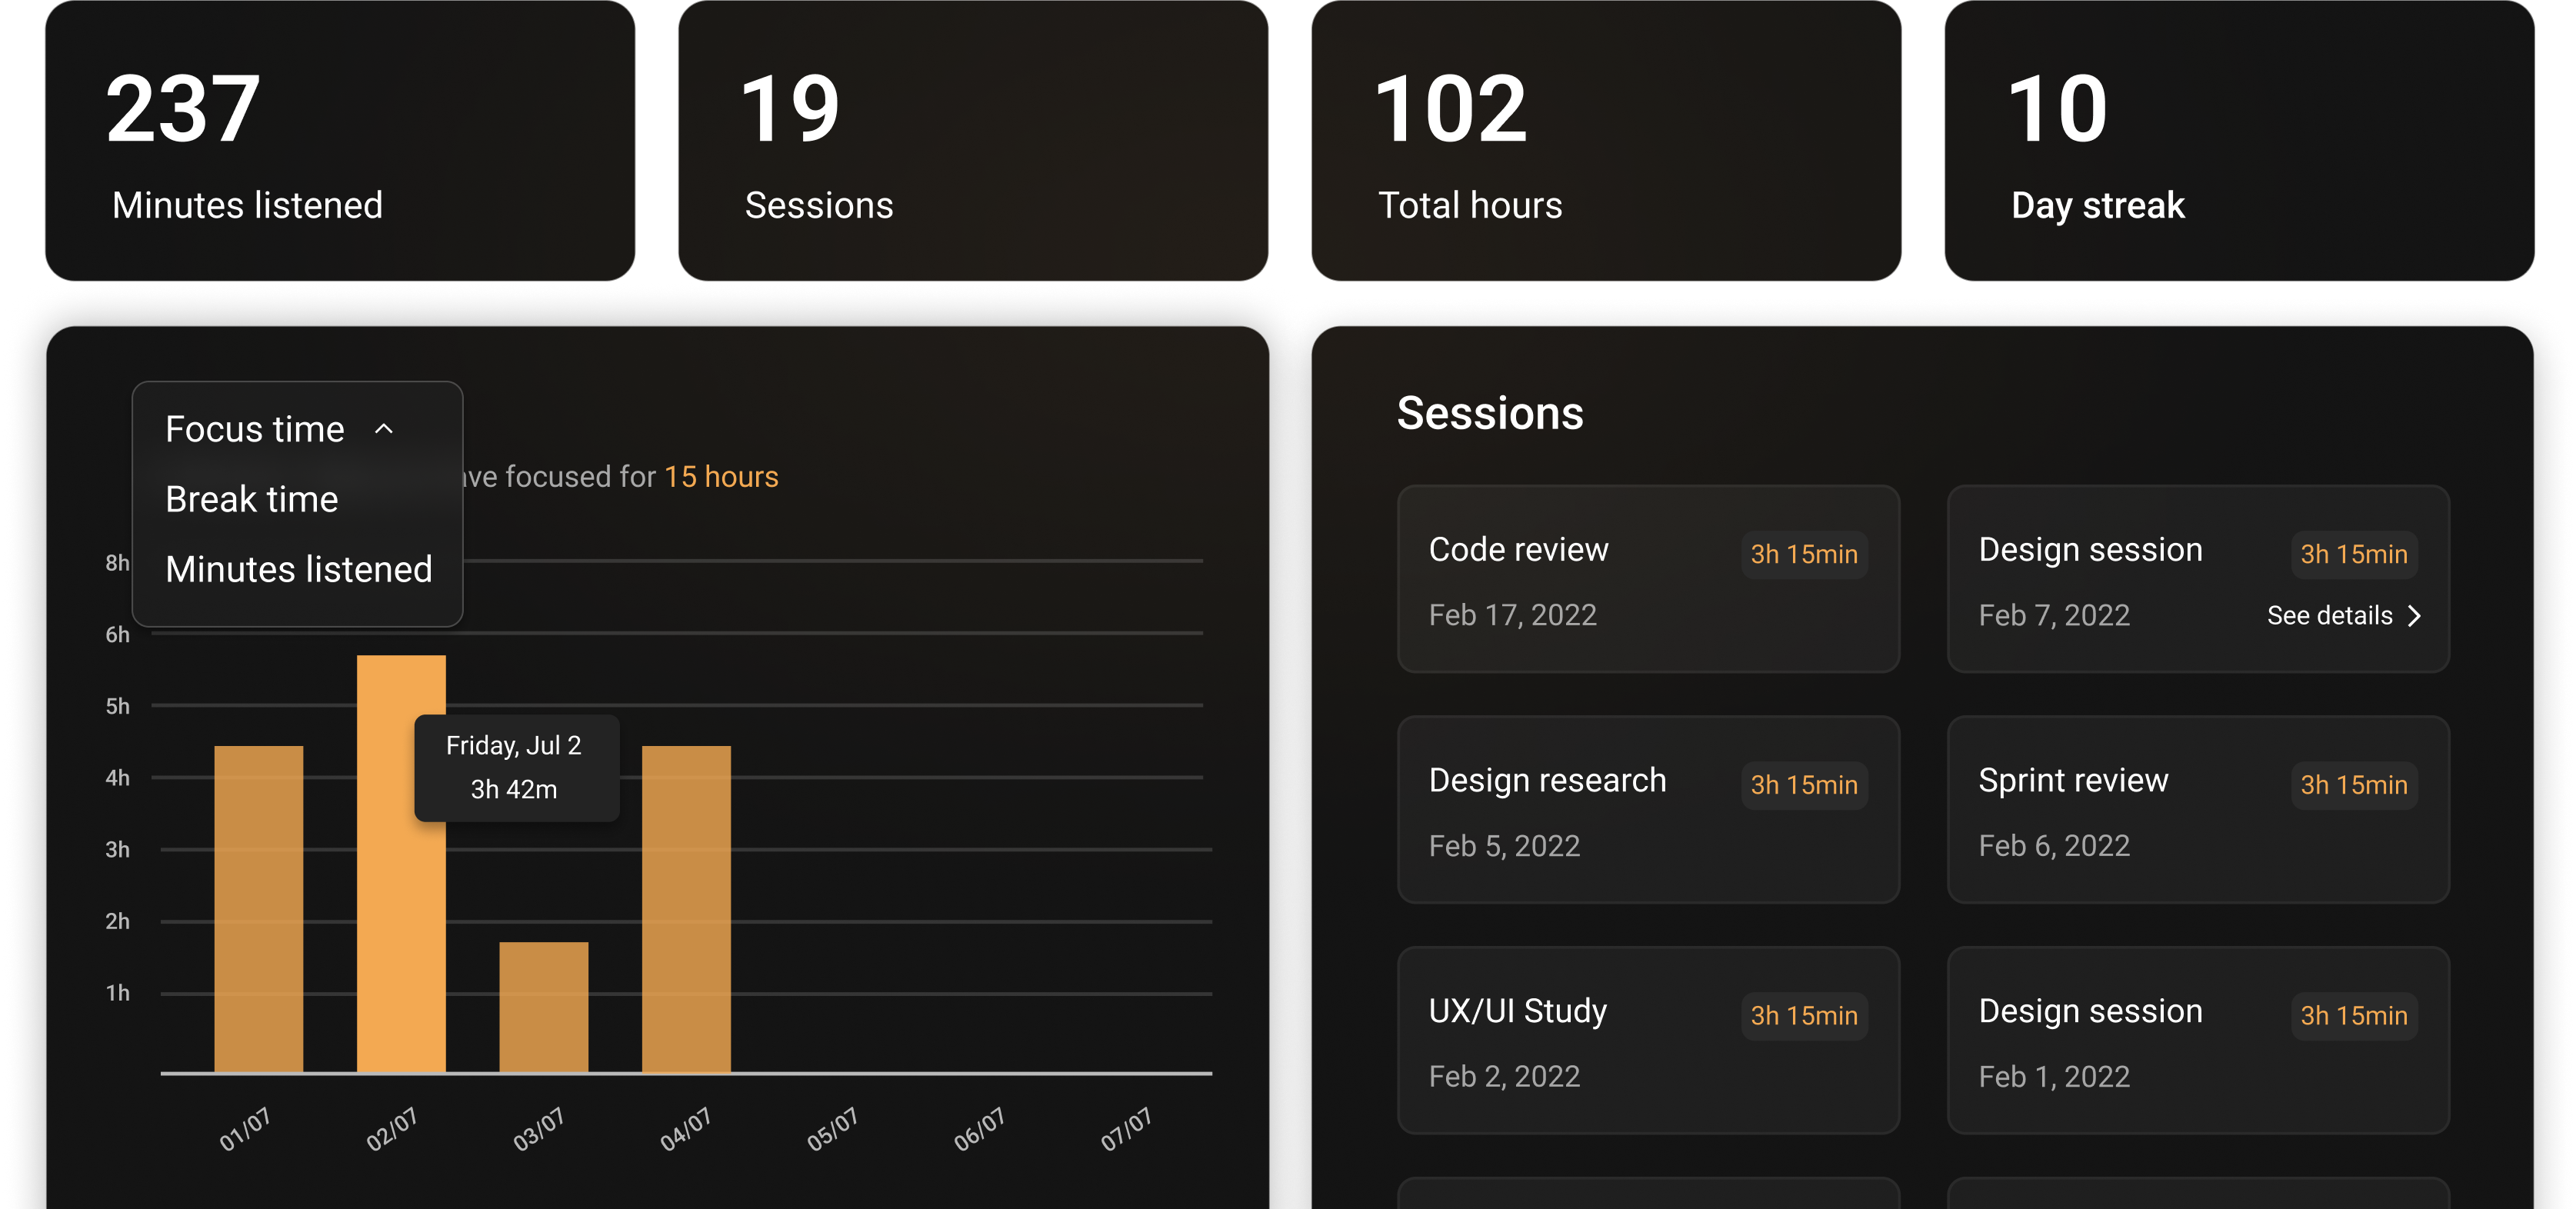 237
Minutes listened
19
Sessions
102
Total hours
10
Day streak
Focus time
Break time
Minutes listened
ve focused for 15 hours
8h
6h
5h
4h
3h
2h
1h
Friday, Jul 2
3h 42m
01/07
02/07
03/07
04/07
05/07
06/07
07/07
Sessions
Code review
3h 15min
Feb 17, 2022
Design session
3h 15min
Feb 7, 2022
See details
Design research
3h 15min
Feb 5, 2022
Sprint review
3h 15min
Feb 6, 2022
UX/UI Study
3h 15min
Feb 2, 2022
Design session
3h 15min
Feb 1, 2022